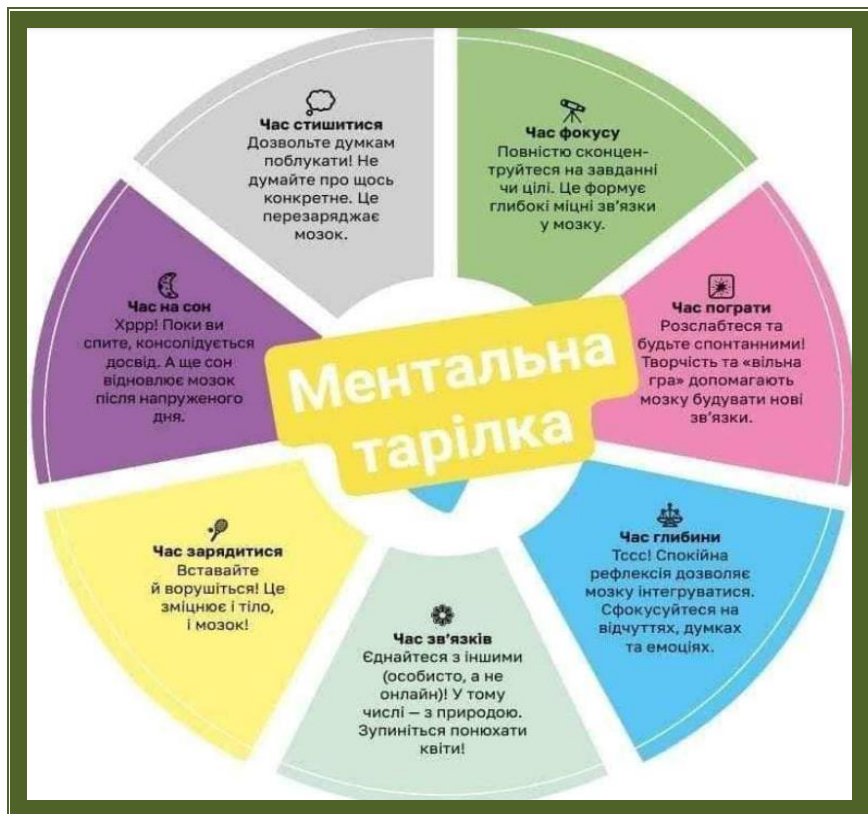 Час стишитися
Дозвольте думкам
поблукати! Не
думайте про щось
конкретне. Це
перезаряджає
мозок.
Час фокусу
Повністю сконцен-
труйтеся на завданні
чи цілі. Це формує
глибокі міцні зв’язки
у мозку.
Час на сон
Хррр! Поки ви
спите, консолідується
досвід. А ще сон
відновлює мозок
після напруженого
дня.
Час пограти
Розслабтеся та
будьте спонтанними!
Творчість та «вільна
гра» допомагають
мозку будувати нові
зв’язки.
Ментальна
тарілка
Час зарядитися
Вставайте
й ворушіться! Це
зміцнює і тіло,
і мозок!
Час зв’язків
Єднайтеся з іншими
(особисто, а не
онлайн)! У тому
числі — з природою.
Зупиніться понюхати
квіти!
Час глибини
Тссс! Спокійна
рефлексія дозволяє
мозку інтегруватися.
Сфокусуйтеся на
відчуттях, думках
та емоціях.